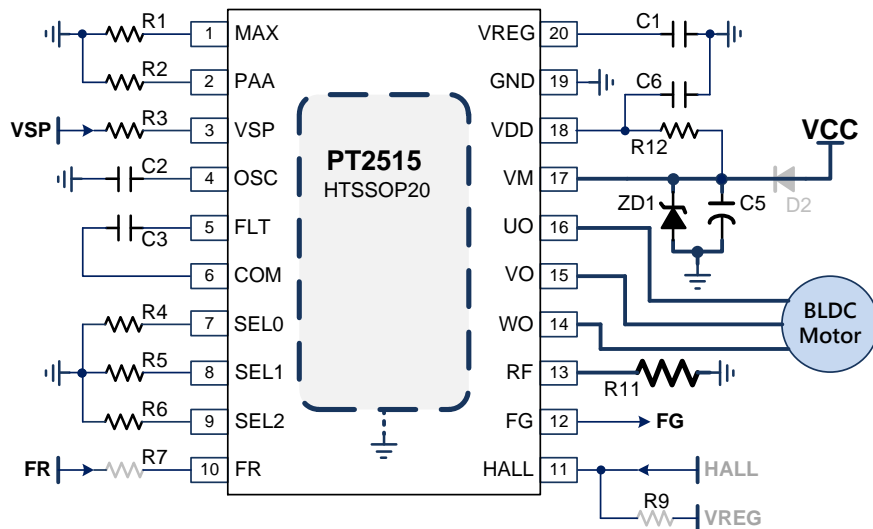 R1 1 MAX VREG 20 C1
R2 2 PAA GND 19 C6
VSP R3 3 VSP VDD 18 R12 VCC
PT2515
HTSSOP20
C2 4 OSC VM 17 ZD1 C5 D2
C3 5 FLT UO 16
6 COM VO 15
BLDC
Motor
R4 7 SEL0 WO 14
R5 8 SEL1 RF 13 R11
R6 9 SEL2 FG 12 FG
FR R7 10 FR HALL 11 HALL
R9 VREG